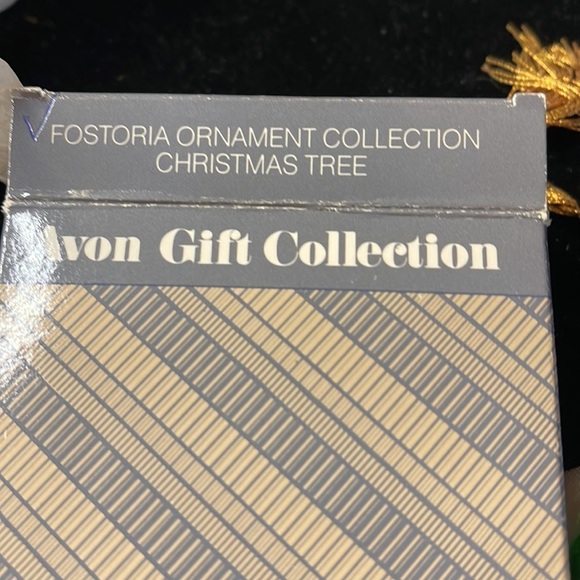 FOSTORIA ORNAMENT COLLECTION
CHRISTMAS TREE
Avon Gift Collection